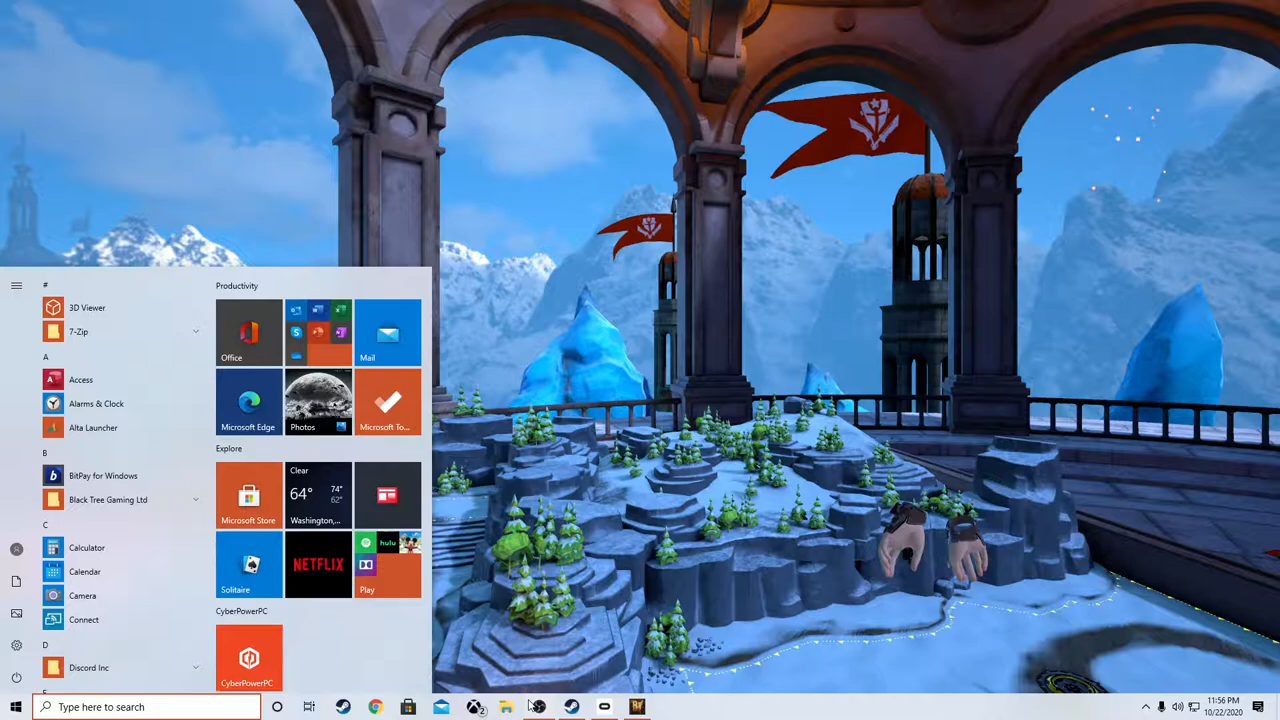 #
3D Viewer
7-Zip
A
Access
Alarms & Clock
Alta Launcher
B
BitPay for Windows
Black Tree Gaming Ltd
C
Calculator
Calendar
Camera
Connect
D
Discord Inc
Productivity
Office
Mail
Microsoft Edge
Photos
Microsoft To...
Explore
Microsoft Store
Clear
64° 74°
62°
Washington,...
Solitaire
NETFLIX
hulu
Play
CyberPowerPC
CyberPowerPC
Type here to search
2
11:56 PM
10/22/2020